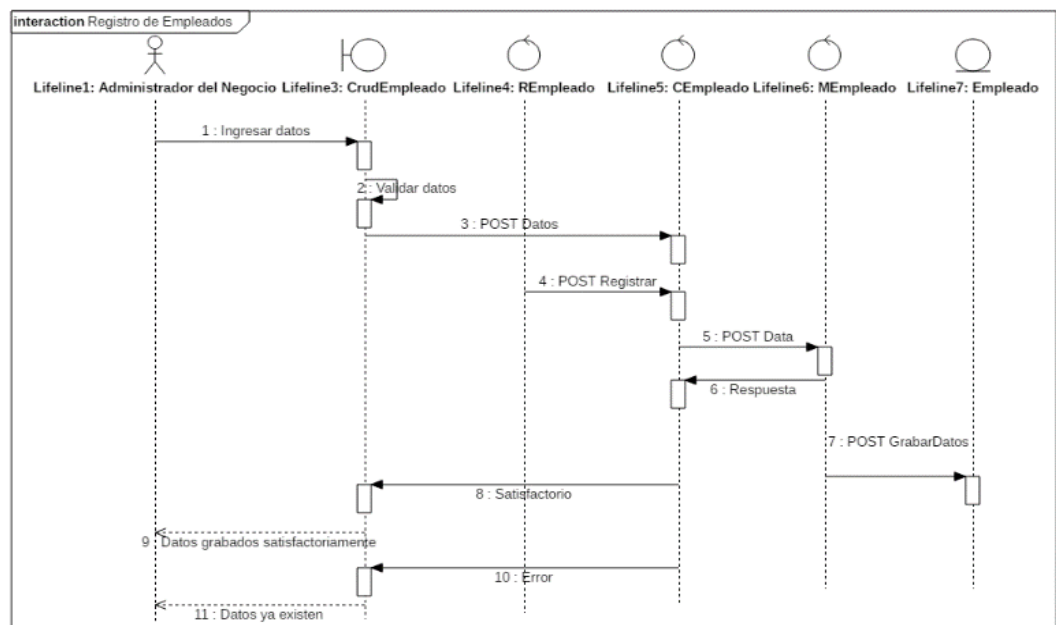 interaction Registro de Empleados
Lifeline1: Administrador del Negocio
Lifeline3: CrudEmpleado
Lifeline4: REmpleado
Lifeline5: CEmpleado
Lifeline6: MEmpleado
Lifeline7: Empleado
1 : Ingresar datos
2 : Validar datos
3 : POST Datos
4 : POST Registrar
5 : POST Data
6 : Respuesta
7 : POST GrabarDatos
8 : Satisfactorio
9 : Datos grabados satisfactoriamente
10 : Error
11 : Datos ya existen